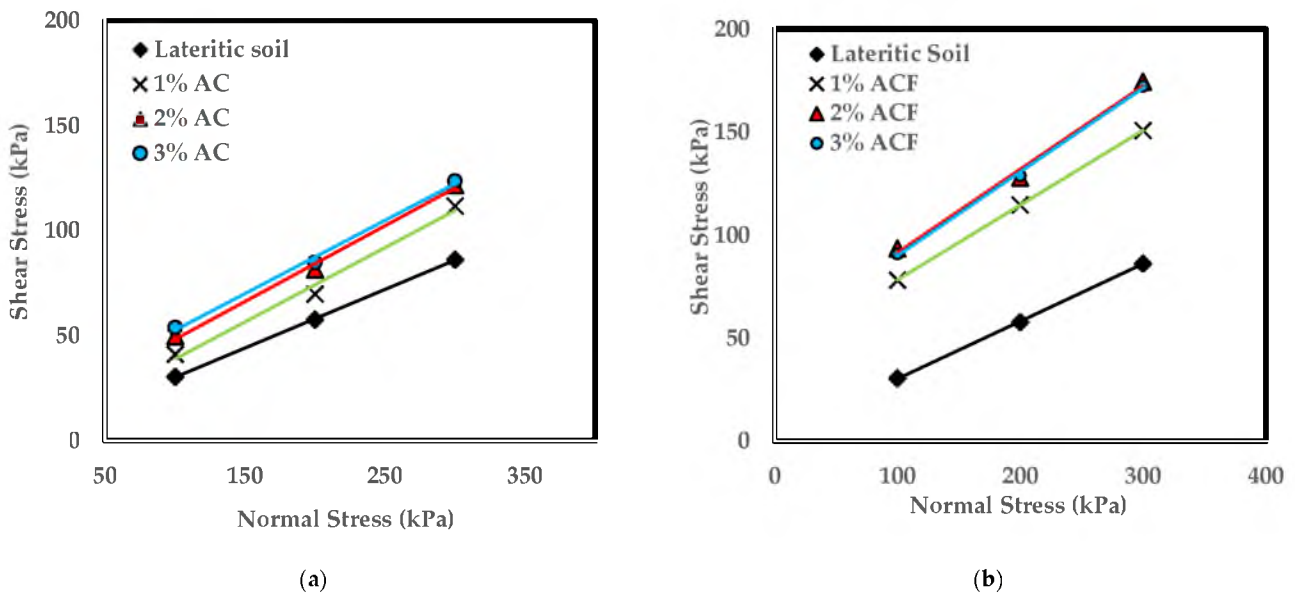 Shear Stress (kPa)
200
150
100
50
0
Lateritic soil
1% AC
2% AC
3% AC
50
150
250
350
Normal Stress (kPa)
(a)
Shear Stress (kPa)
200
150
100
50
0
Lateritic Soil
1% ACF
2% ACF
3% ACF
0
100
200
300
400
Normal Stress (kPa)
(b)